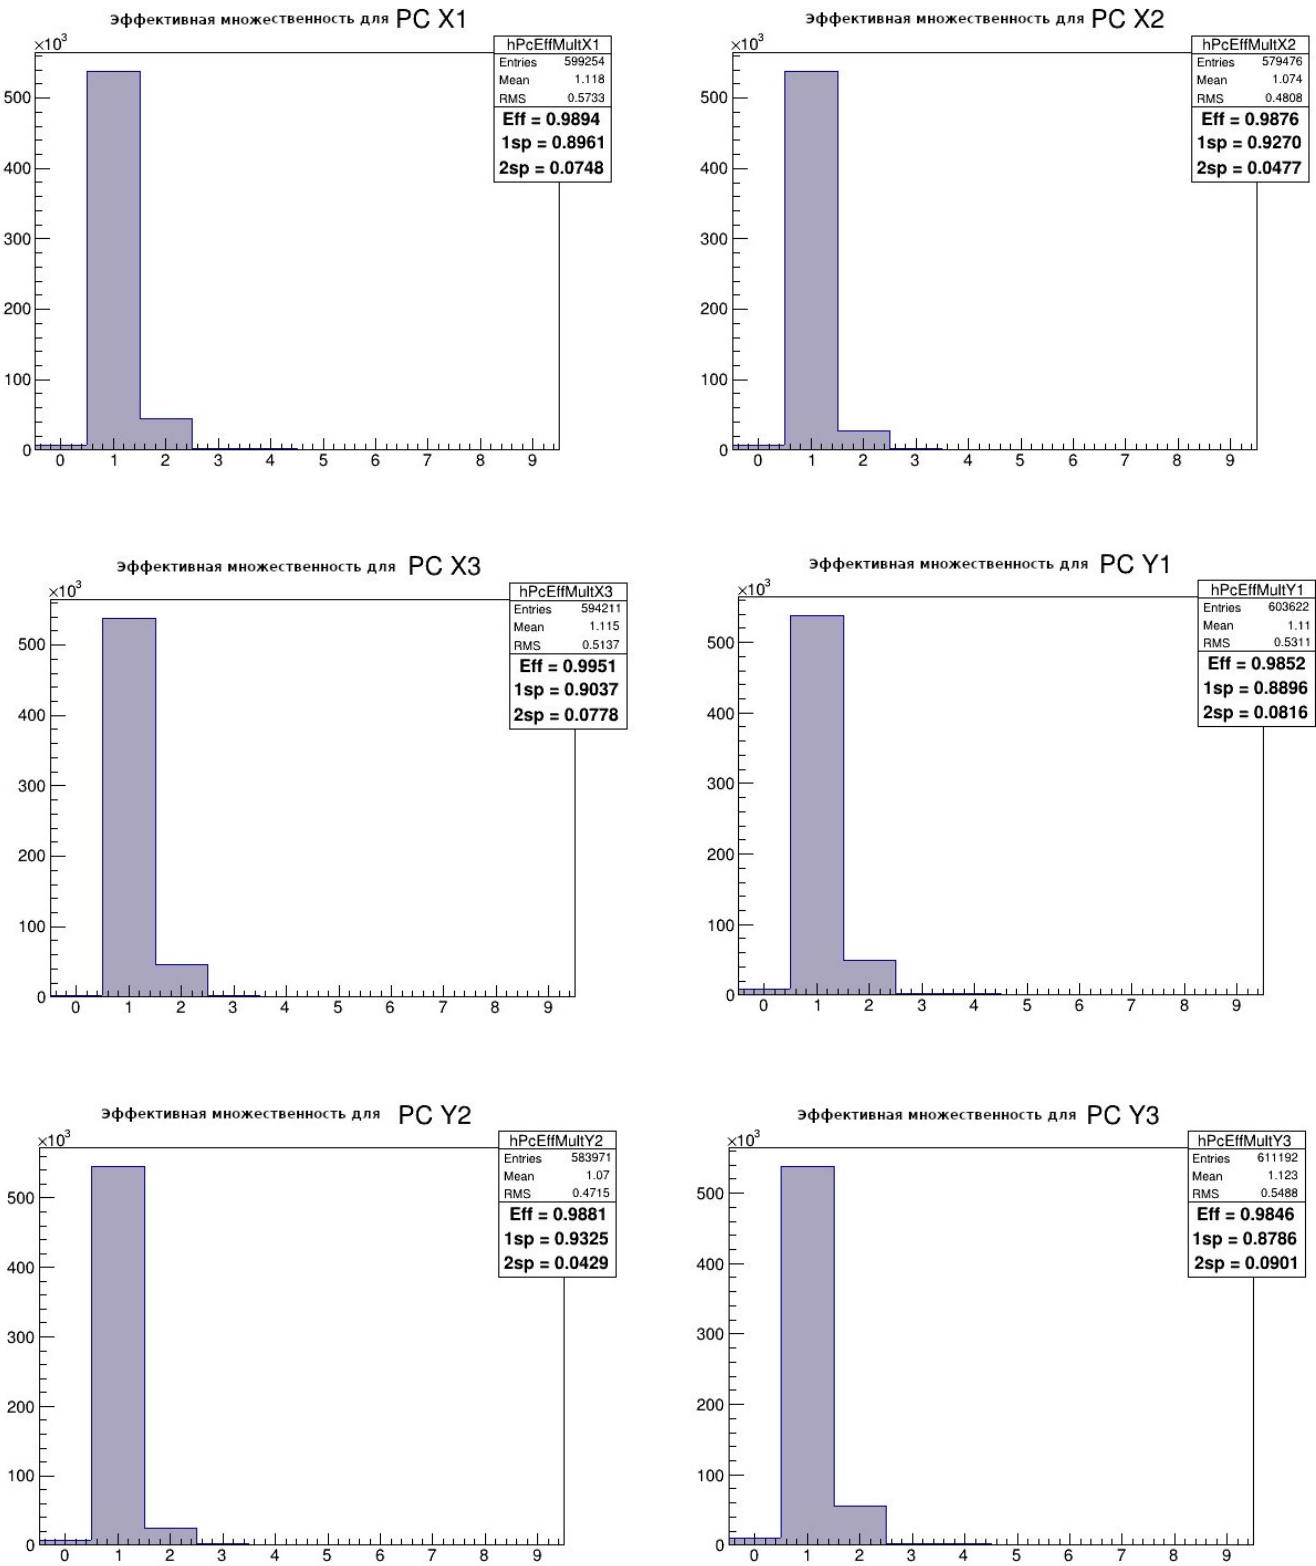 Эффективная множественность для PC X1
×10³
hPcEffMultX1
Entries 599254
Mean 1.118
RMS 0.5733
Eff = 0.9894
1sp = 0.8961
2sp = 0.0748
500
400
300
200
100
0
0 1 2 3 4 5 6 7 8 9
Эффективная множественность для PC X2
×10³
hPcEffMultX2
Entries 579476
Mean 1.074
RMS 0.4808
Eff = 0.9876
1sp = 0.9270
2sp = 0.0477
500
400
300
200
100
0
0 1 2 3 4 5 6 7 8 9
Эффективная множественность для PC X3
×10³
hPcEffMultX3
Entries 594211
Mean 1.115
RMS 0.5137
Eff = 0.9951
1sp = 0.9037
2sp = 0.0778
500
400
300
200
100
0
0 1 2 3 4 5 6 7 8 9
Эффективная множественность для PC Y1
×10³
hPcEffMultY1
Entries 603622
Mean 1.11
RMS 0.5311
Eff = 0.9852
1sp = 0.8896
2sp = 0.0816
500
400
300
200
100
0
0 1 2 3 4 5 6 7 8 9
Эффективная множественность для PC Y2
×10³
hPcEffMultY2
Entries 583971
Mean 1.07
RMS 0.4715
Eff = 0.9881
1sp = 0.9325
2sp = 0.0429
500
400
300
200
100
0
0 1 2 3 4 5 6 7 8 9
Эффективная множественность для PC Y3
×10³
hPcEffMultY3
Entries 611192
Mean 1.123
RMS 0.5488
Eff = 0.9846
1sp = 0.8786
2sp = 0.0901
500
400
300
200
100
0
0 1 2 3 4 5 6 7 8 9